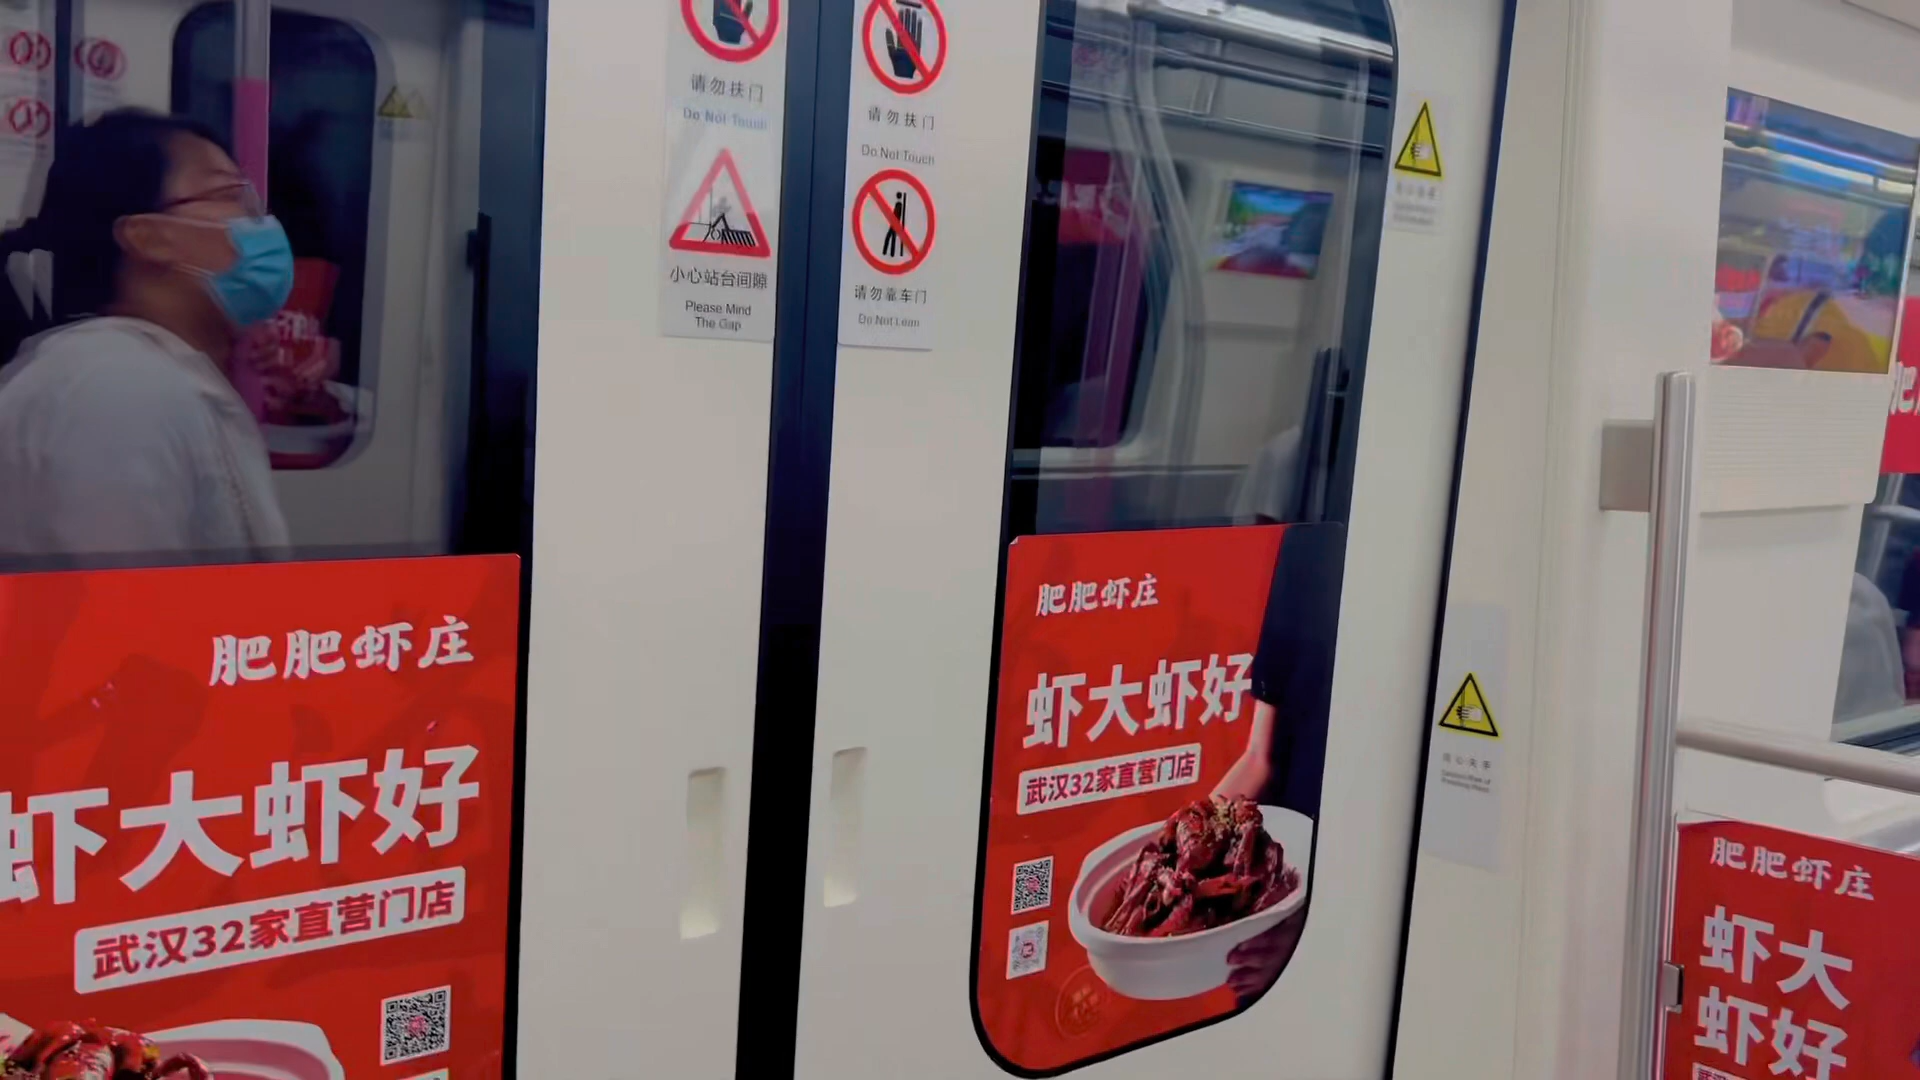 请勿扶门
Do Not Touch
小心站台间隙
Please Mind
The Gap
请勿扶门
Do Not Touch
请勿靠车门
Do Not Lean
肥肥虾庄
虾大虾好
武汉32家直营门店
肥肥虾庄
虾大虾好
武汉32家直营门店
肥肥虾庄
虾大
虾好